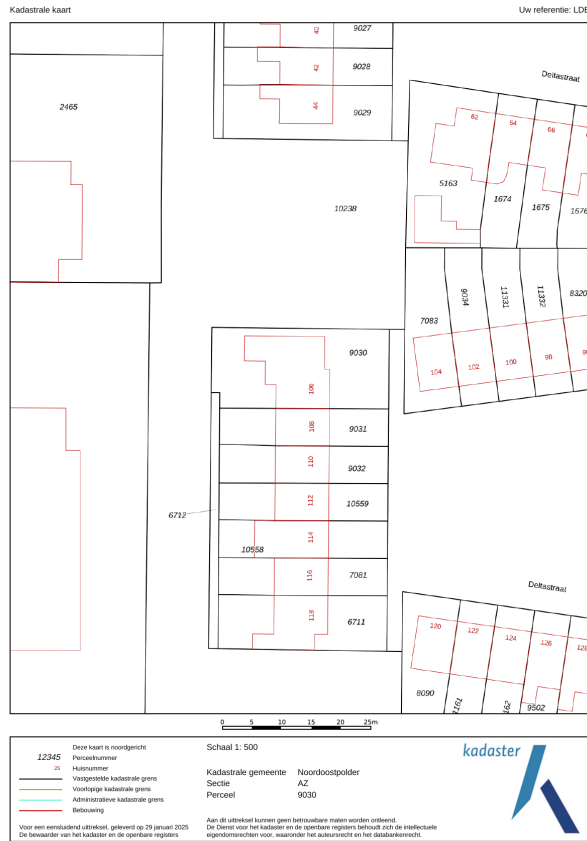 Kadastrale kaart
Uw referentie: LDE
40
9027
42
9028
44
9029
Deltastraat
2465
62
64
66
5163
1674
1675
1676
10238
9034
11331
11332
8320
7083
104
102
100
98
9030
106
108
9031
110
9032
112
10559
6712
114
10558
116
7081
118
6711
Deltastraat
120
122
124
126
128
8090
1161
162
9502
0 5 10 15 20 25m
Deze kaart is noordgericht
12345 Perceelnummer
25 Huisnummer
Vastgestelde kadastrale grens
Voorlopige kadastrale grens
Administratieve kadastrale grens
Bebouwing
Voor een eensluidend uittreksel, geleverd op 29 januari 2025
De bewaarder van het kadaster en de openbare registers
Schaal 1: 500
Kadastrale gemeente Noordoostpolder
Sectie AZ
Perceel 9030
Aan dit uittreksel kunnen geen betrouwbare maten worden ontleend.
De Dienst voor het kadaster en de openbare registers behoudt zich de intellectuele
eigendomsrechten voor, waaronder het auteursrecht en het databankenrecht.
kadaster